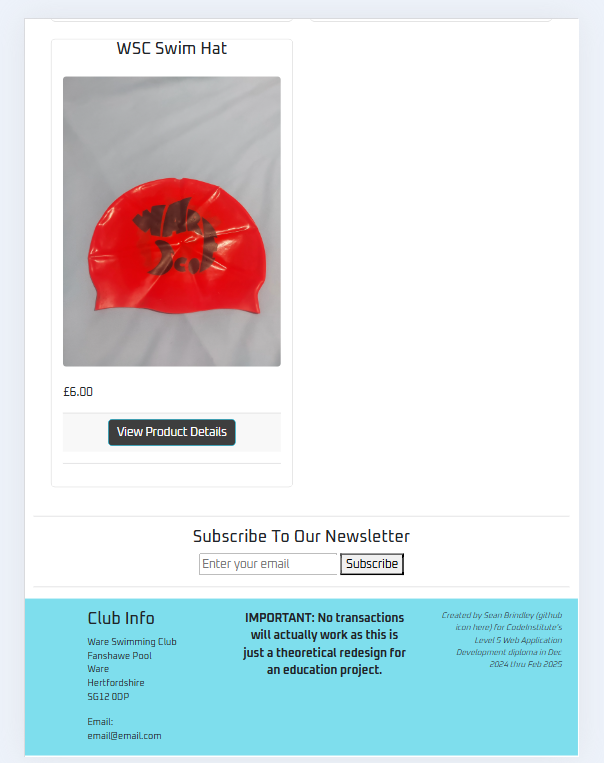 WSC Swim Hat
£6.00
View Product Details
Subscribe To Our Newsletter
Enter your email
Subscribe
Club Info
Ware Swimming Club
Fanshawe Pool
Ware
Hertfordshire
SG12 0DP
Email:
email@email.com
IMPORTANT: No transactions
will actually work as this is
just a theoretical redesign for
an education project.
Created by Sean Brindley (github
icon here) for CodeInstitute's
Level 5 Web Application
Development diploma in Dec
2024 thru Feb 2025